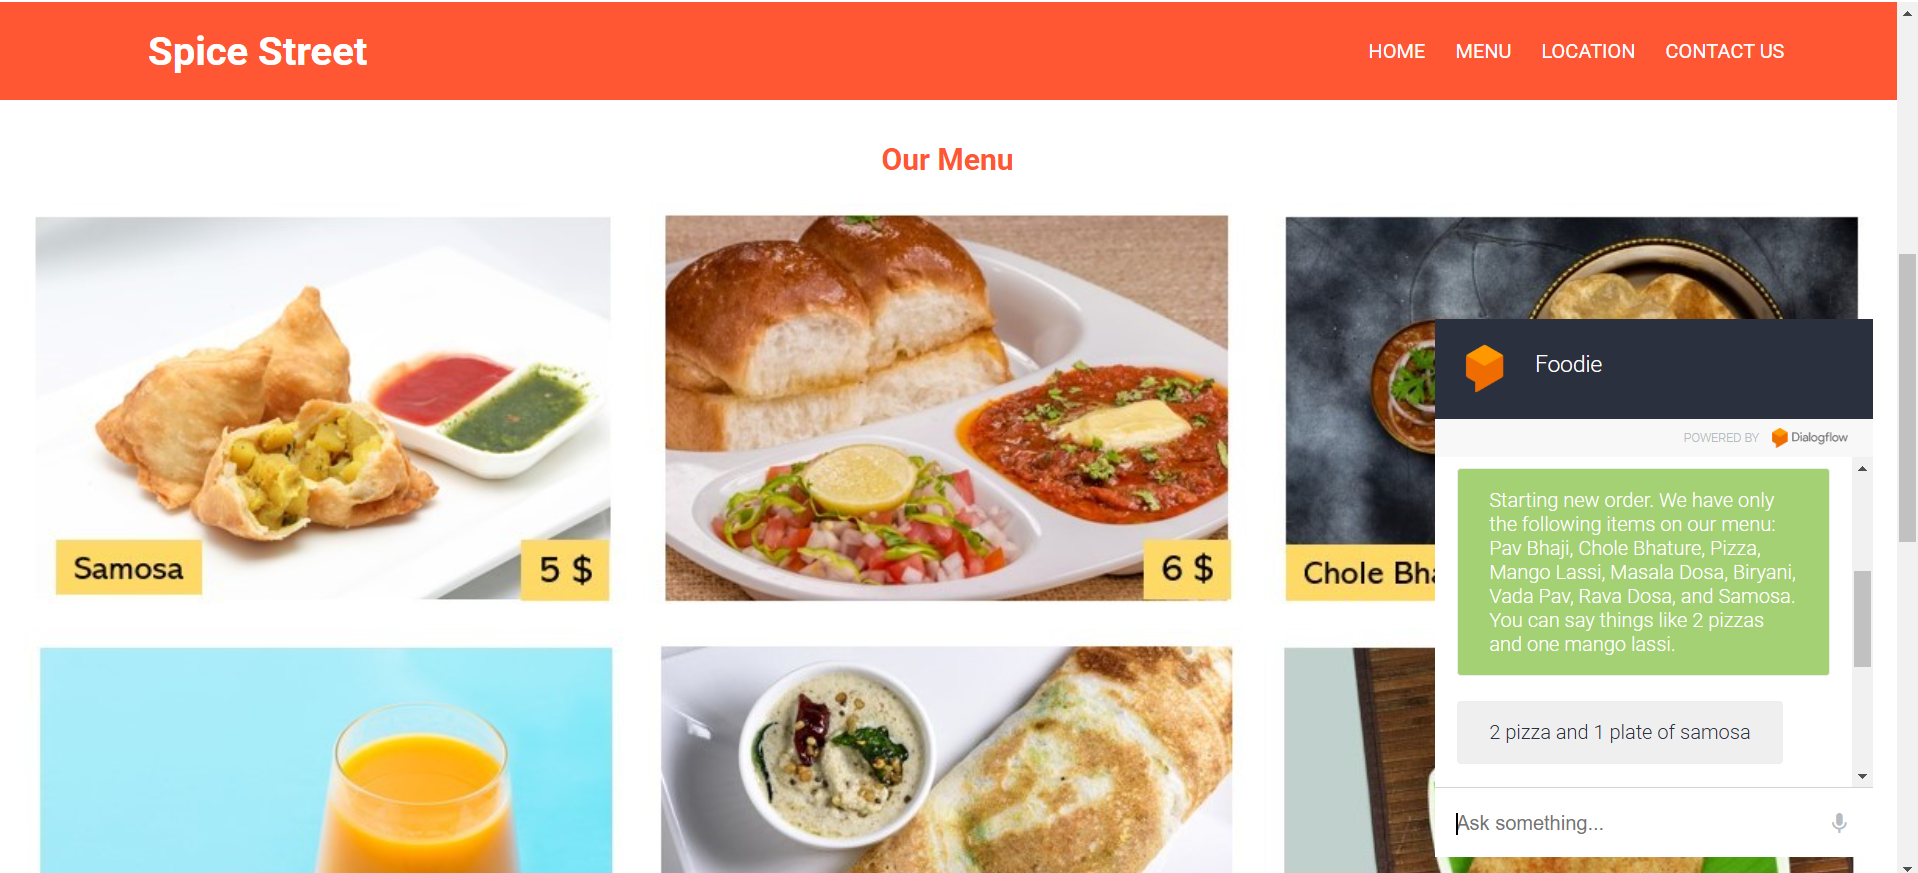 Spice Street
HOME MENU LOCATION CONTACT US
Our Menu
Samosa
5 $
6 $
Chole
Foodie
POWERED BY Dialogflow
Starting new order. We have only
the following items on our menu:
Pav Bhaji, Chole Bhature, Pizza,
Mango Lassi, Masala Dosa, Biryani,
Vada Pav, Rava Dosa, and Samosa.
You can say things like 2 pizzas
and one mango lassi.
2 pizza and 1 plate of samosa
Ask something...